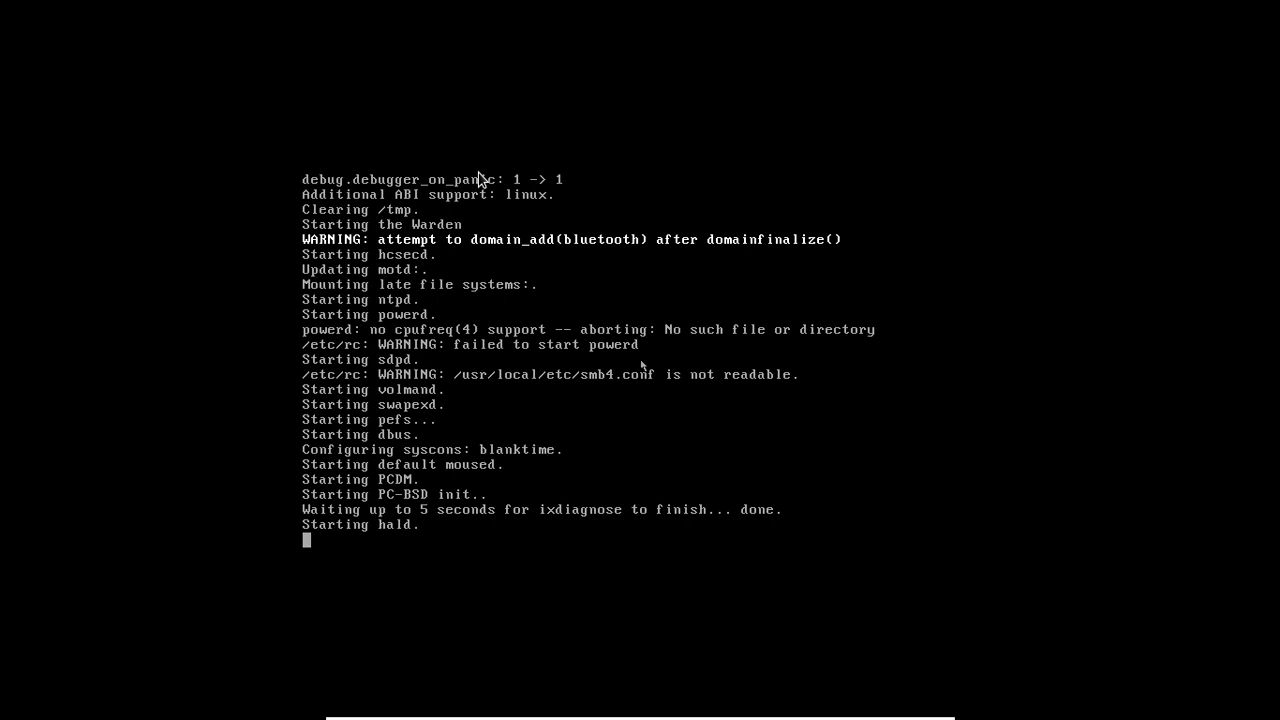 debug.debugger_on_panic: 1 -> 1
Additional ABI support: linux.
Clearing /tmp.
Starting the Warden
WARNING: attempt to domain_add(bluetooth) after domainfinalize()
Starting hcsecd.
Updating motd:.
Mounting late file systems:.
Starting ntpd.
Starting powerd.
powerd: no cpufreq(4) support -- aborting: No such file or directory
/etc/rc: WARNING: failed to start powerd
Starting sdpd.
/etc/rc: WARNING: /usr/local/etc/smb4.conf is not readable.
Starting volmand.
Starting swapexd.
Starting pefs...
Starting dbus.
Configuring syscons: blanktime.
Starting default moused.
Starting PCDM.
Starting PC-BSD init..
Waiting up to 5 seconds for ixdiagnose to finish... done.
Starting hald.